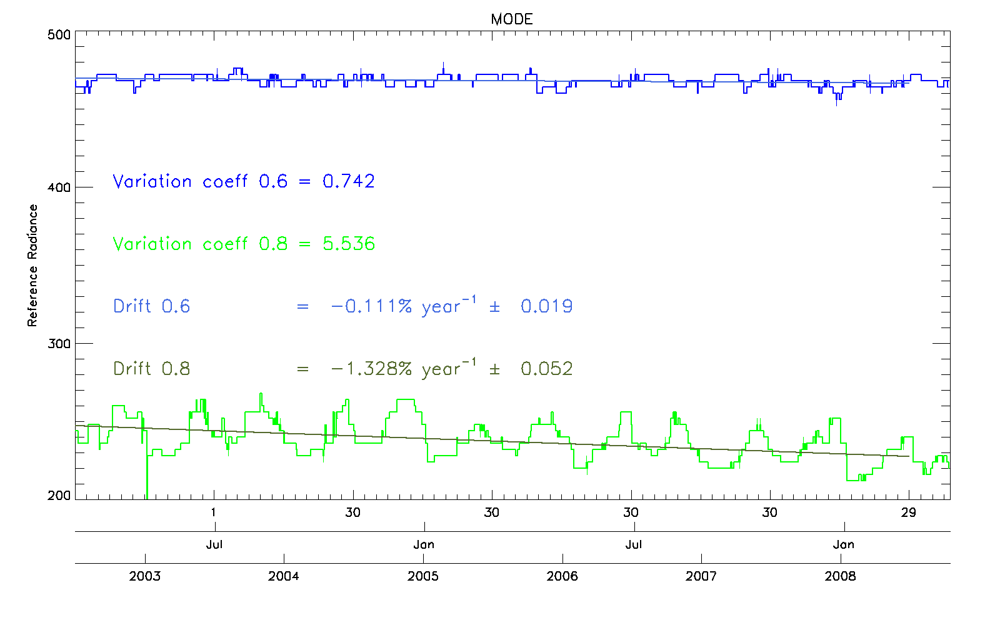 MODE
500
400
300
200
Reference Radiance
Variation coeff 0.6 = 0.742
Variation coeff 0.8 = 5.536
Drift 0.6 = −0.111% year⁻¹ ± 0.019
Drift 0.8 = −1.328% year⁻¹ ± 0.052
1 30 30 30 30 29
Jul Jan Jul Jan
2003 2004 2005 2006 2007 2008